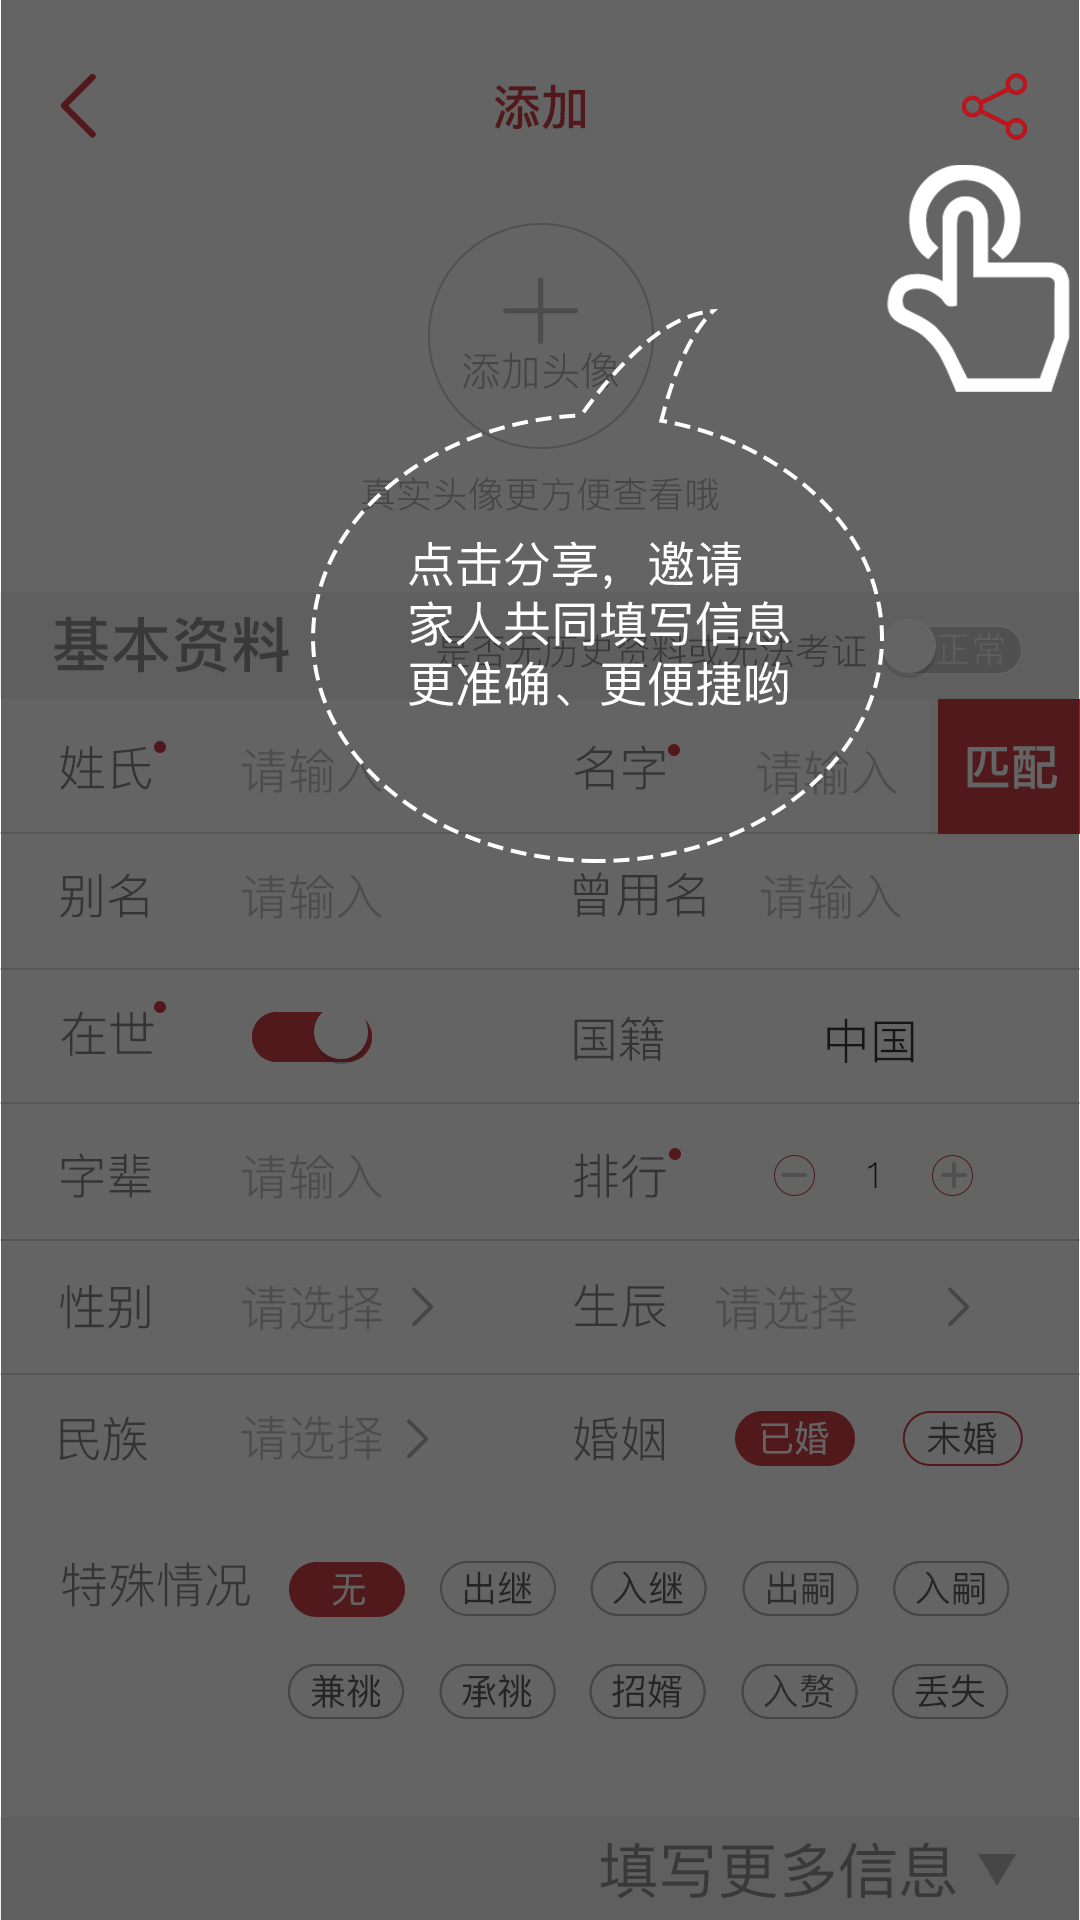 添加
添加头像
真实头像更方便查看哦
点击分享，邀请
家人共同填写信息
更准确、更便捷哟
基本资料 是否无历史资料或无法考证 正常
姓氏 请输入 名字 请输入 匹配
别名 请输入 曾用名 请输入
在世 国籍 中国
字辈 请输入 排行 1
性别 请选择 生辰 请选择
民族 请选择 婚姻 已婚 未婚
特殊情况 无 出继 入继 出嗣 入嗣
兼祧 承祧 招婿 入赘 丢失
填写更多信息